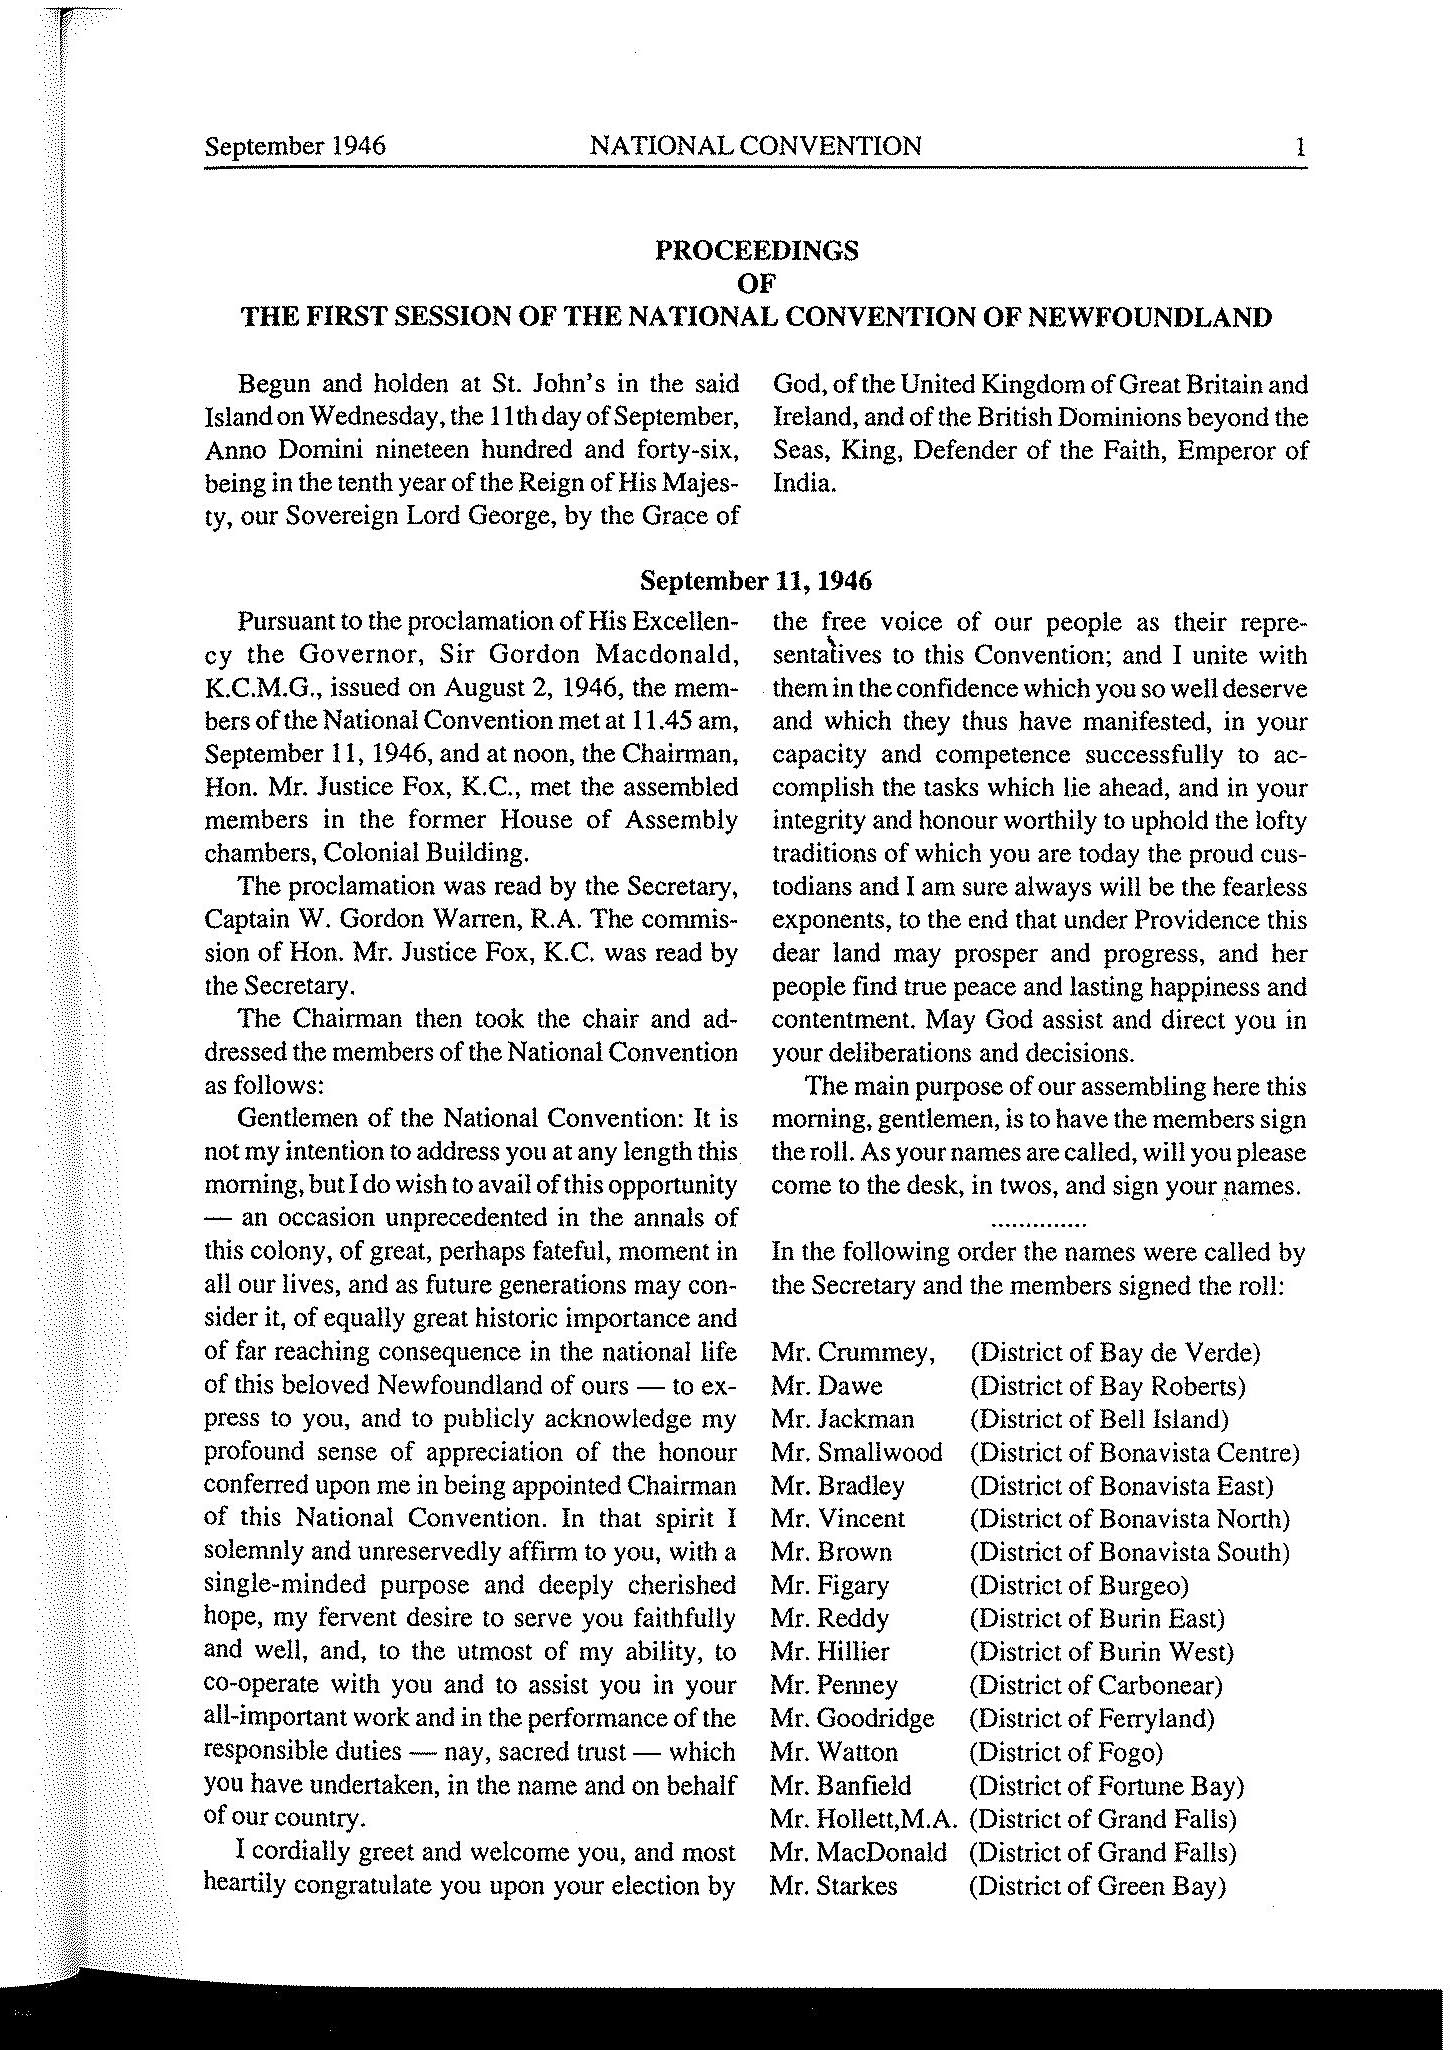 September 1946 NATIONAL CONVENTION 1
PROCEEDINGS
OF
THE FIRST SESSION OF THE NATIONAL CONVENTION OF NEWFOUNDLAND
Begun and holden at St. John's in the said
Island on Wednesday, the 11th day of September,
Anno Domini nineteen hundred and forty-six,
being in the tenth year of the Reign of His Majes-
ty, our Sovereign Lord George, by the Grace of
God, of the United Kingdom of Great Britain and
Ireland, and of the British Dominions beyond the
Seas, King, Defender of the Faith, Emperor of
India.
September 11, 1946
Pursuant to the proclamation of His Excellen-
cy the Governor, Sir Gordon Macdonald,
K.C.M.G., issued on August 2, 1946, the mem-
bers of the National Convention met at 11.45 am,
September 11, 1946, and at noon, the Chairman,
Hon. Mr. Justice Fox, K.C., met the assembled
members in the former House of Assembly
chambers, Colonial Building.
The proclamation was read by the Secretary,
Captain W. Gordon Warren, R.A. The commis-
sion of Hon. Mr. Justice Fox, K.C. was read by
the Secretary.
The Chairman then took the chair and ad-
dressed the members of the National Convention
as follows:
Gentlemen of the National Convention: It is
not my intention to address you at any length this
morning, but I do wish to avail of this opportunity
— an occasion unprecedented in the annals of
this colony, of great, perhaps fateful, moment in
all our lives, and as future generations may con-
sider it, of equally great historic importance and
of far reaching consequence in the national life
of this beloved Newfoundland of ours — to ex-
press to you, and to publicly acknowledge my
profound sense of appreciation of the honour
conferred upon me in being appointed Chairman
of this National Convention. In that spirit I
solemnly and unreservedly affirm to you, with a
single-minded purpose and deeply cherished
hope, my fervent desire to serve you faithfully
and well, and, to the utmost of my ability, to
co-operate with you and to assist you in your
all-important work and in the performance of the
responsible duties — nay, sacred trust — which
you have undertaken, in the name and on behalf
of our country.
I cordially greet and welcome you, and most
heartily congratulate you upon your election by
the free voice of our people as their repre-
sentatives to this Convention; and I unite with
them in the confidence which you so well deserve
and which they thus have manifested, in your
capacity and competence successfully to ac-
complish the tasks which lie ahead, and in your
integrity and honour worthily to uphold the lofty
traditions of which you are today the proud cus-
todians and I am sure always will be the fearless
exponents, to the end that under Providence this
dear land may prosper and progress, and her
people find true peace and lasting happiness and
contentment. May God assist and direct you in
your deliberations and decisions.
The main purpose of our assembling here this
morning, gentlemen, is to have the members sign
the roll. As your names are called, will you please
come to the desk, in twos, and sign your names.
..............
In the following order the names were called by
the Secretary and the members signed the roll:
Mr. Crummey, (District of Bay de Verde)
Mr. Dawe (District of Bay Roberts)
Mr. Jackman (District of Bell Island)
Mr. Smallwood (District of Bonavista Centre)
Mr. Bradley (District of Bonavista East)
Mr. Vincent (District of Bonavista North)
Mr. Brown (District of Bonavista South)
Mr. Figary (District of Burgeo)
Mr. Reddy (District of Burin East)
Mr. Hillier (District of Burin West)
Mr. Penney (District of Carbonear)
Mr. Goodridge (District of Ferryland)
Mr. Watton (District of Fogo)
Mr. Banfield (District of Fortune Bay)
Mr. Hollett,M.A. (District of Grand Falls)
Mr. MacDonald (District of Grand Falls)
Mr. Starkes (District of Green Bay)